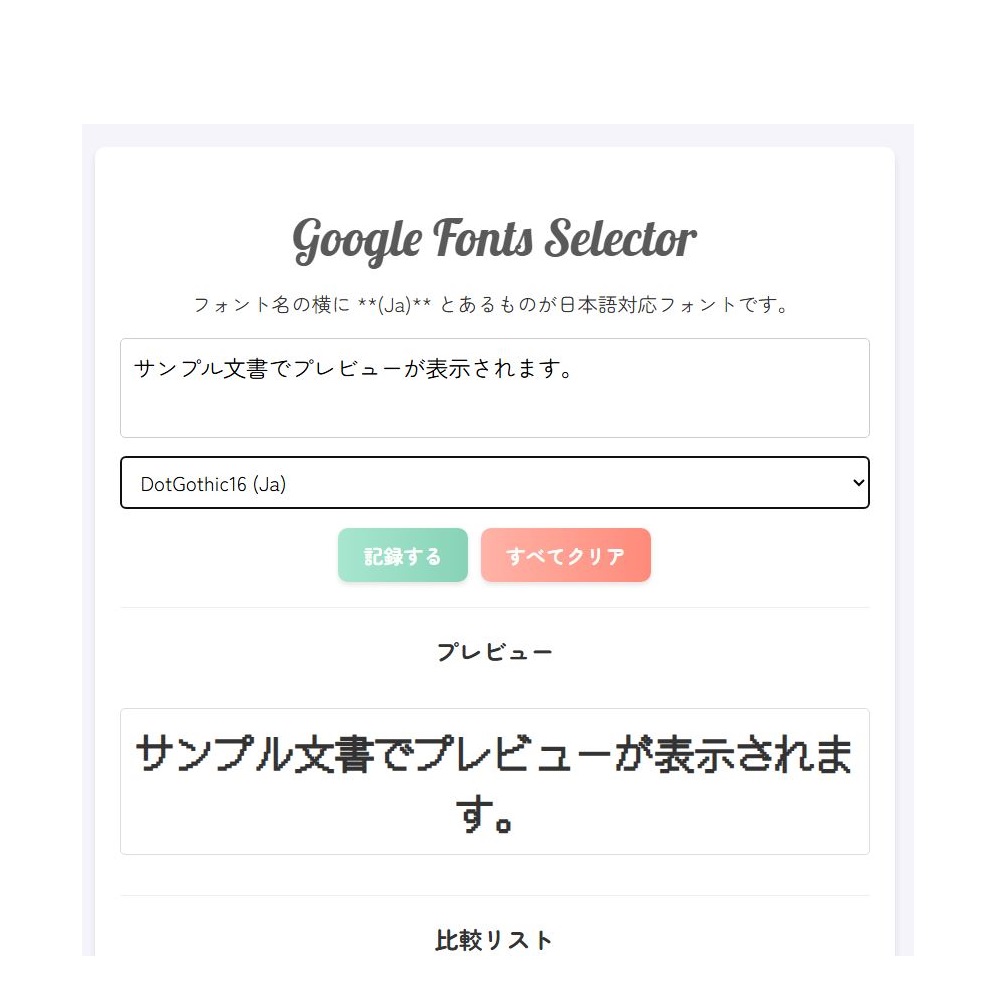 Google Fonts Selector
フォント名の横に **(Ja)** とあるものが日本語対応フォントです。
サンプル文書でプレビューが表示されます。
DotGothic16 (Ja)
記録する
すべてクリア
プレビュー
サンプル文書でプレビューが表示されま
す。
比較リスト